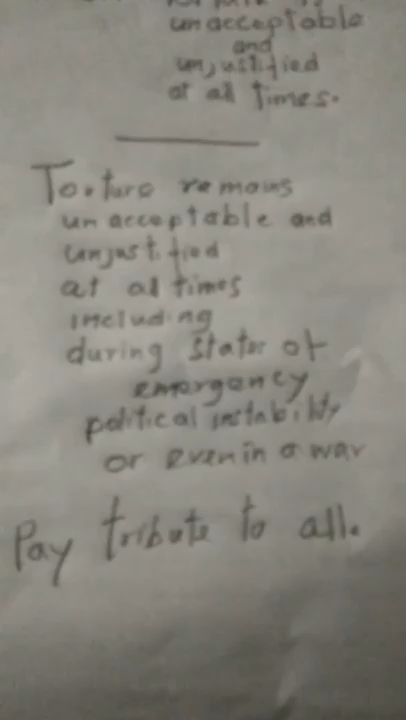 unacceptable
and
unjustified
at all times.
Torture remains
unacceptable and
unjustified
at all times
including
during state of
emergency
political instability
or even in a war
Pay tribute to all.